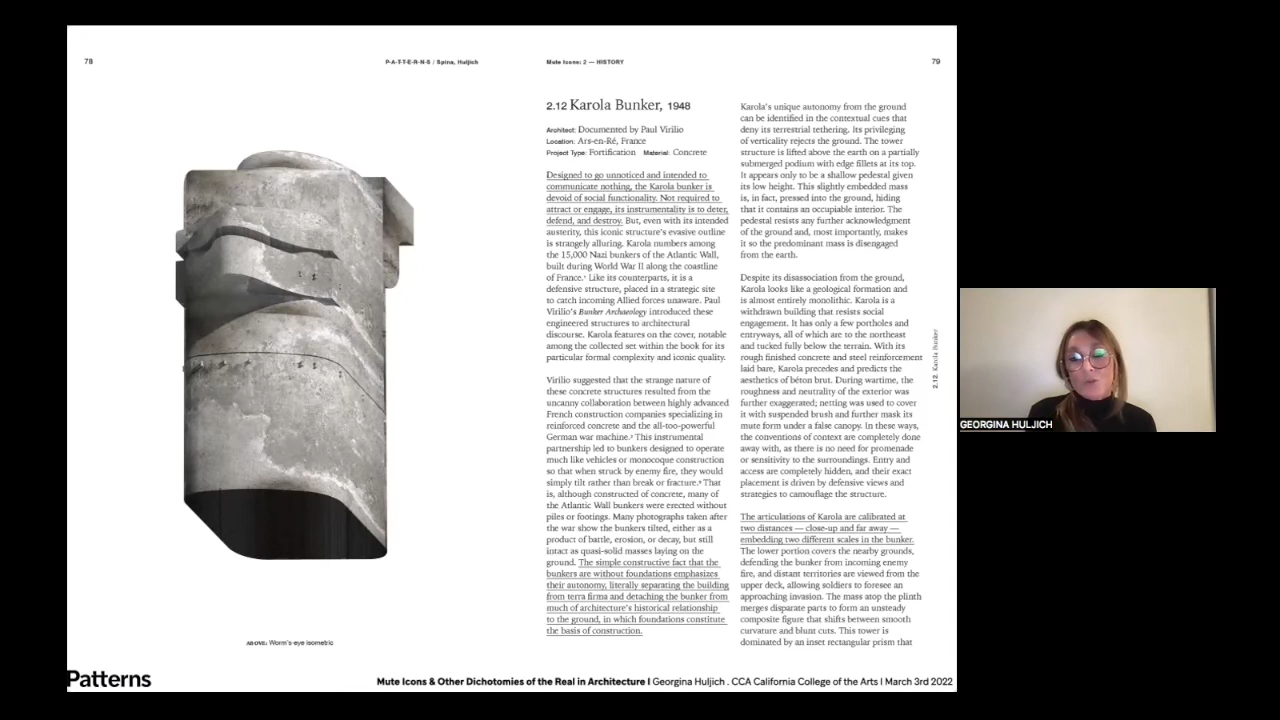 78
P-A-T-T-E-R-N-S / Spina, Huljich
Mute Icons: 2 — HISTORY
79
2.12 Karola Bunker, 1948
Architect: Documented by Paul Virilio
Location: Ars-en-Ré, France
Project Type: Fortification Material: Concrete
Designed to go unnoticed and intended to
communicate nothing, the Karola bunker is
devoid of social functionality. Not required to
attract or engage, its instrumentality is to deter,
defend, and destroy. But, even with its intended
austerity, this iconic structure's evasive outline
is strangely alluring. Karola numbers among
the 15,000 Nazi bunkers of the Atlantic Wall,
built during World War II along the coastline
of France.¹ Like its counterparts, it is a
defensive structure, placed in a strategic site
to catch incoming Allied forces unaware. Paul
Virilio's Bunker Archaeology introduced these
engineered structures to architectural
discourse. Karola features on the cover, notable
among the collected set within the book for its
particular formal complexity and iconic quality.
Virilio suggested that the strange nature of
these concrete structures resulted from the
uncanny collaboration between highly advanced
French construction companies specializing in
reinforced concrete and the all-too-powerful
German war machine.² This instrumental
partnership led to bunkers designed to operate
much like vehicles or monocoque construction
so that when struck by enemy fire, they would
simply tilt rather than break or fracture.³ That
is, although constructed of concrete, many of
the Atlantic Wall bunkers were erected without
piles or footings. Many photographs taken after
the war show the bunkers tilted, either as a
product of battle, erosion, or decay, but still
intact as quasi-solid masses laying on the
ground. The simple constructive fact that the
bunkers are without foundations emphasizes
their autonomy, literally separating the building
from terra firma and detaching the bunker from
much of architecture's historical relationship
to the ground, in which foundations constitute
the basis of construction.
Karola's unique autonomy from the ground
can be identified in the contextual cues that
deny its terrestrial tethering. Its privileging
of verticality rejects the ground. The tower
structure is lifted above the earth on a partially
submerged podium with edge fillets at its top.
It appears only to be a shallow pedestal given
its low height. This slightly embedded mass
is, in fact, pressed into the ground, hiding
that it contains an occupiable interior. The
pedestal resists any further acknowledgment
of the ground and, most importantly, makes
it so the predominant mass is disengaged
from the earth.
Despite its disassociation from the ground,
Karola looks like a geological formation and
is almost entirely monolithic. Karola is a
withdrawn building that resists social
engagement. It has only a few portholes and
entryways, all of which are to the northeast
and tucked fully below the terrain. With its
rough finished concrete and steel reinforcement
laid bare, Karola precedes and predicts the
aesthetics of béton brut. During wartime, the
roughness and neutrality of the exterior was
further exaggerated; netting was used to cover
it with suspended brush and further mask its
mute form under a false canopy. In these ways,
the conventions of context are completely done
away with, as there is no need for promenade
or sensitivity to the surroundings. Entry and
access are completely hidden, and their exact
placement is driven by defensive views and
strategies to camouflage the structure.
The articulations of Karola are calibrated at
two distances — close-up and far away —
embedding two different scales in the bunker.
The lower portion covers the nearby grounds,
defending the bunker from incoming enemy
fire, and distant territories are viewed from the
upper deck, allowing soldiers to foresee an
approaching invasion. The mass atop the plinth
merges disparate parts to form an unsteady
composite figure that shifts between smooth
curvature and blunt cuts. This tower is
dominated by an inset rectangular prism that
2.12. Karola Bunker
ABOVE: Worm's eye isometric
Patterns
Mute Icons & Other Dichotomies of the Real in Architecture I Georgina Huljich . CCA California College of the Arts I March 3rd 2022
GEORGINA HULJICH